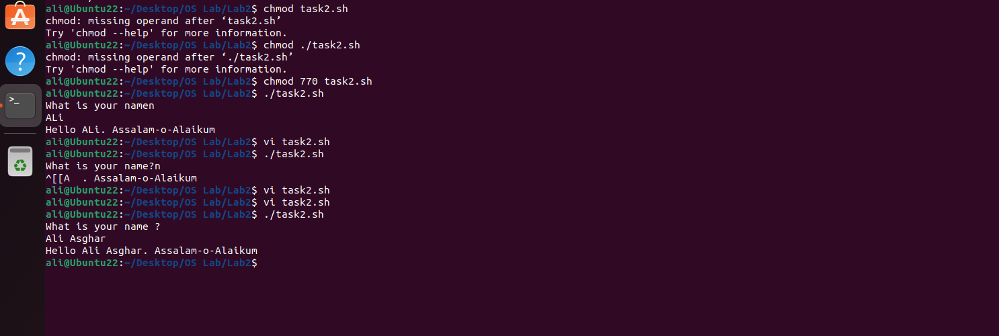 ali@Ubuntu22:~/Desktop/OS Lab/Lab2$ chmod task2.sh
chmod: missing operand after ‘task2.sh’
Try 'chmod --help' for more information.
ali@Ubuntu22:~/Desktop/OS Lab/Lab2$ chmod ./task2.sh
chmod: missing operand after ‘./task2.sh’
Try 'chmod --help' for more information.
ali@Ubuntu22:~/Desktop/OS Lab/Lab2$ chmod 770 task2.sh
ali@Ubuntu22:~/Desktop/OS Lab/Lab2$ ./task2.sh
What is your namen
ALi
Hello ALi. Assalam-o-Alaikum
ali@Ubuntu22:~/Desktop/OS Lab/Lab2$ vi task2.sh
ali@Ubuntu22:~/Desktop/OS Lab/Lab2$ ./task2.sh
What is your name?n
^[[A  . Assalam-o-Alaikum
ali@Ubuntu22:~/Desktop/OS Lab/Lab2$ vi task2.sh
ali@Ubuntu22:~/Desktop/OS Lab/Lab2$ vi task2.sh
ali@Ubuntu22:~/Desktop/OS Lab/Lab2$ ./task2.sh
What is your name ?
Ali Asghar
Hello Ali Asghar. Assalam-o-Alaikum
ali@Ubuntu22:~/Desktop/OS Lab/Lab2$